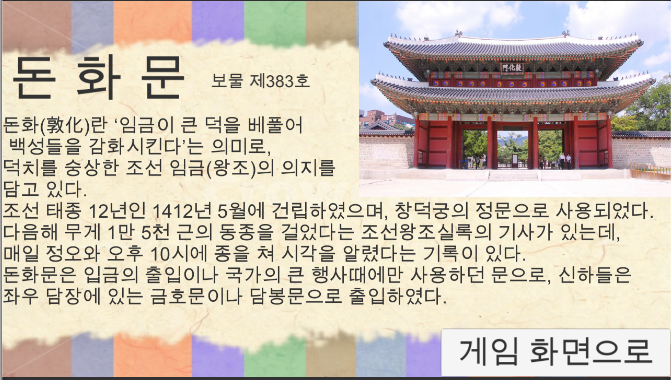 돈 화 문 보물 제383호
돈화(敦化)란 ‘임금이 큰 덕을 베풀어
백성들을 감화시킨다’는 의미로,
덕치를 숭상한 조선 임금(왕조)의 의지를
담고 있다.
조선 태종 12년인 1412년 5월에 건립하였으며, 창덕궁의 정문으로 사용되었다.
다음해 무게 1만 5천 근의 동종을 걸었다는 조선왕조실록의 기사가 있는데,
매일 정오와 오후 10시에 종을 쳐 시각을 알렸다는 기록이 있다.
돈화문은 입금의 출입이나 국가의 큰 행사때에만 사용하던 문으로, 신하들은
좌우 담장에 있는 금호문이나 담봉문으로 출입하였다.
게임 화면으로